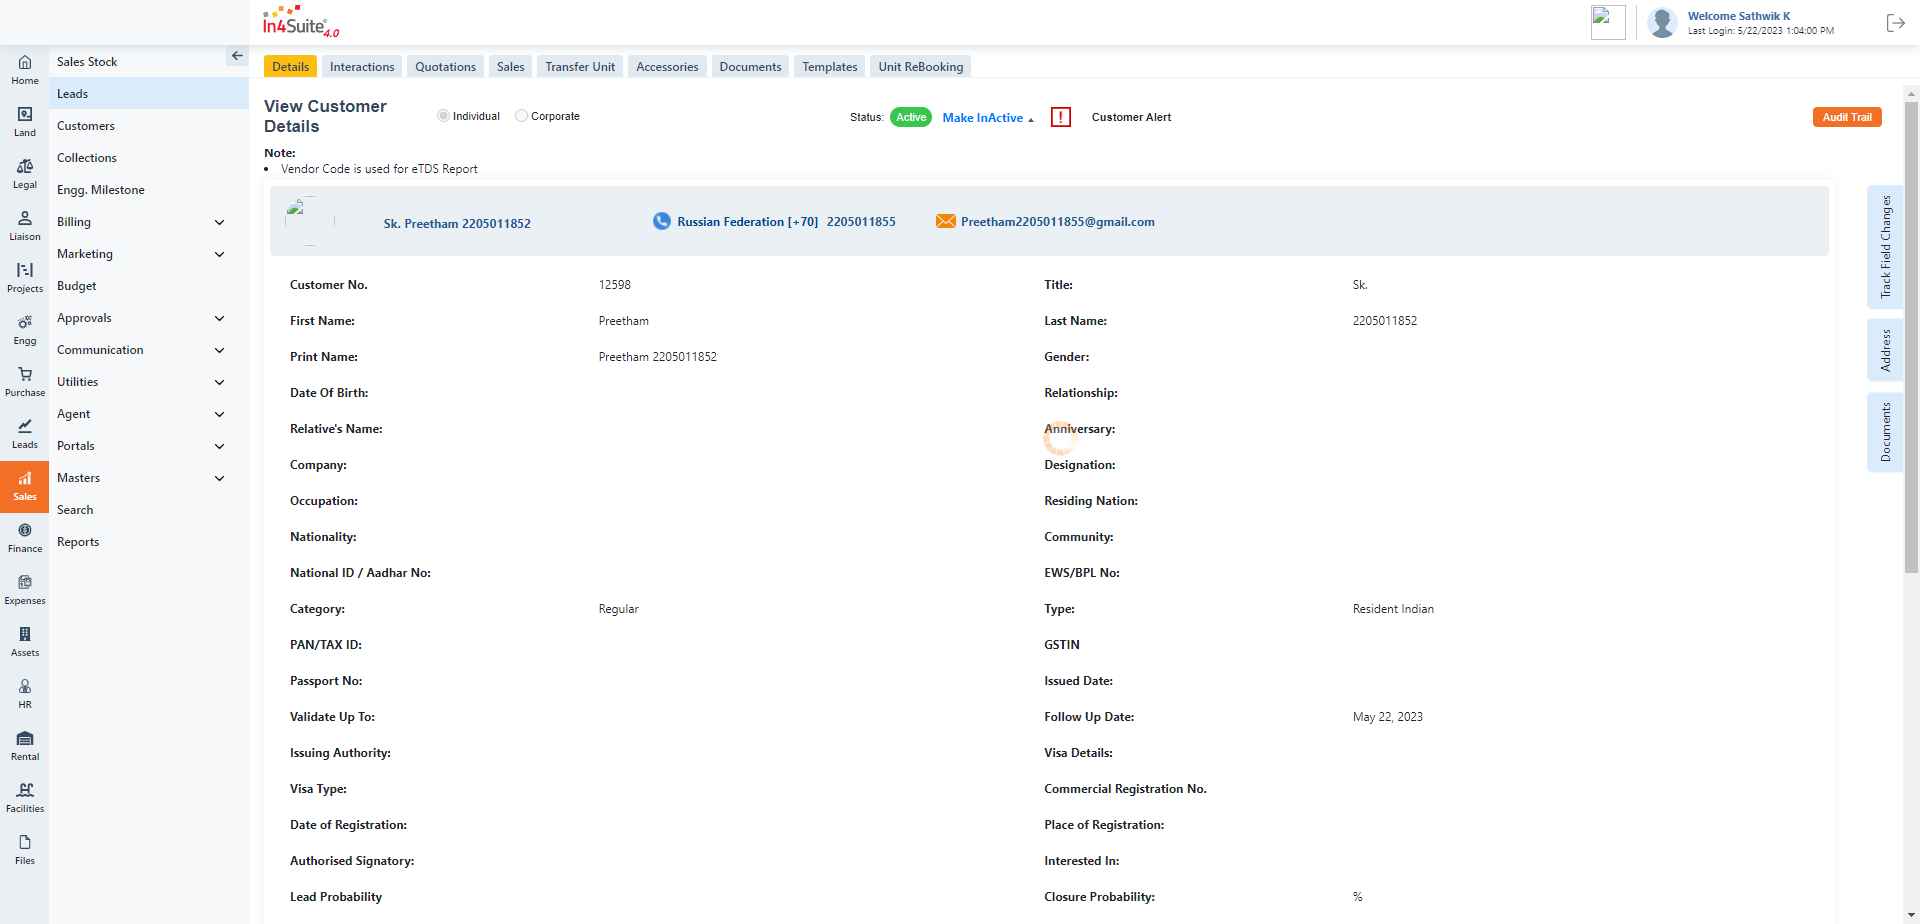 In4Suite® 4.0
Welcome Sathwik K
Last Login: 5/22/2023 1:04:00 PM
Home
Land
Legal
Liaison
Projects
Engg
Purchase
Leads
Sales
Finance
Expenses
Assets
HR
Rental
Facilities
Files
Sales Stock
Leads
Customers
Collections
Engg. Milestone
Billing
Marketing
Budget
Approvals
Communication
Utilities
Agent
Portals
Masters
Search
Reports
Details Interactions Quotations Sales Transfer Unit Accessories Documents Templates Unit ReBooking
View Customer
Details
Individual Corporate
Status: Active Make InActive ! Customer Alert
Audit Trail
Note:
• Vendor Code is used for eTDS Report
Sk. Preetham 2205011852 Russian Federation [+70] 2205011855 Preetham2205011855@gmail.com
Customer No. 12598 Title: Sk.
First Name: Preetham Last Name: 2205011852
Print Name: Preetham 2205011852 Gender:
Date Of Birth: Relationship:
Relative's Name: Anniversary:
Company: Designation:
Occupation: Residing Nation:
Nationality: Community:
National ID / Aadhar No: EWS/BPL No:
Category: Regular Type: Resident Indian
PAN/TAX ID: GSTIN
Passport No: Issued Date:
Validate Up To: Follow Up Date: May 22, 2023
Issuing Authority: Visa Details:
Visa Type: Commercial Registration No.
Date of Registration: Place of Registration:
Authorised Signatory: Interested In:
Lead Probability Closure Probability: %
Track Field Changes
Address
Documents